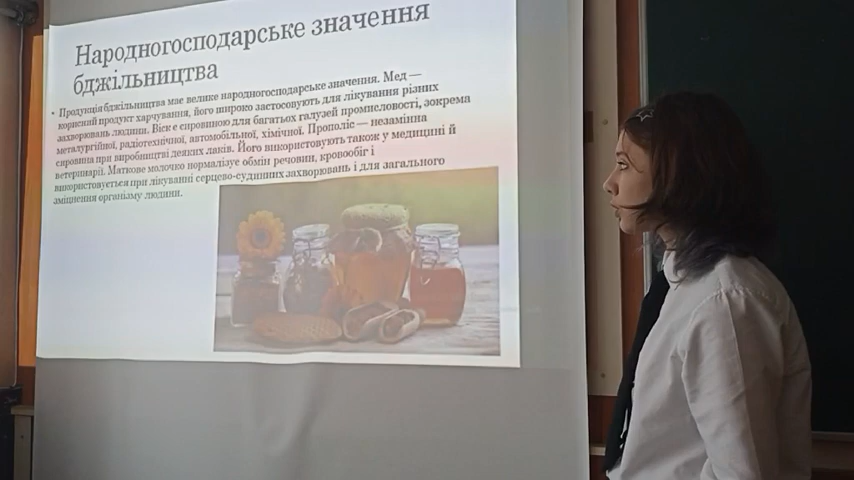 Народногосподарське значення
бджільництва
• Продукція бджільництва має велике народногосподарське значення. Мед —
корисний продукт харчування, його широко застосовують для лікування різних
захворювань людини. Віск є сировиною для багатьох галузей промисловості, зокрема
металургійної, радіотехнічної, автомобільної, хімічної. Прополіс — незамінна
сировина при виробництві деяких лаків. Його використовують також у медицині й
ветеринарії. Маткове молочко нормалізує обмін речовин, кровообіг і
використовується при лікуванні серцево-судинних захворювань і для загального
зміцнення організму людини.